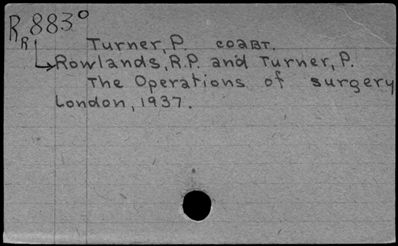 R 883°
R
Turner, P. соавт.
Rowlands, R.P. and Turner, P.
The Operations of surgery
London, 1937.